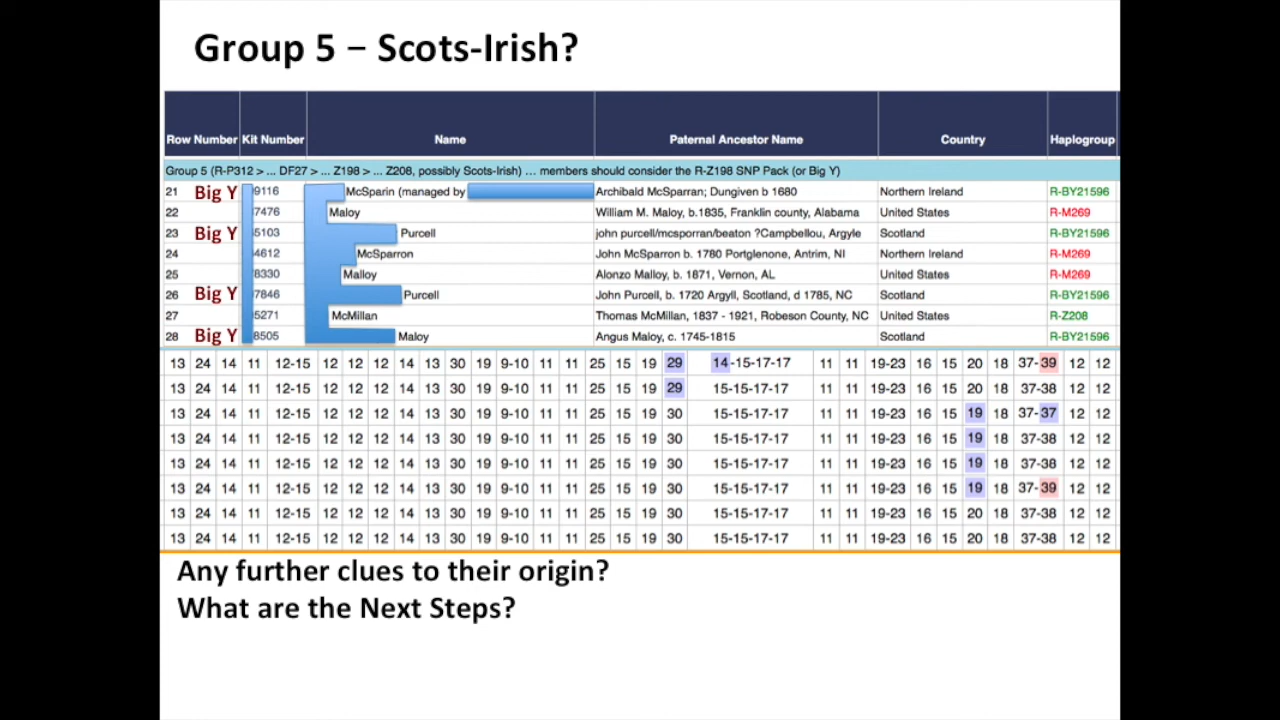 Group 5 – Scots-Irish?
Row Number Kit Number Name Paternal Ancestor Name Country Haplogroup
Group 5 (R-P312 > ... DF27 > ... Z198 > ... Z208, possibly Scots-Irish) ... members should consider the R-Z198 SNP Pack (or Big Y)
21 Big Y 9116 McSparin (managed by Archibald McSparran; Dungiven b 1680 Northern Ireland R-BY21596
22 7476 Maloy William M. Maloy, b.1835, Franklin county, Alabama United States R-M269
23 Big Y 5103 Purcell john purcell/mcsporran/beaton ?Campbellou, Argyle Scotland R-BY21596
24 4612 McSparron John McSparron b. 1780 Portglenone, Antrim, NI Northern Ireland R-M269
25 8330 Malloy Alonzo Malloy, b. 1871, Vernon, AL United States R-M269
26 Big Y 7846 Purcell John Purcell, b. 1720 Argyll, Scotland, d 1785, NC Scotland R-BY21596
27 5271 McMillan Thomas McMillan, 1837 - 1921, Robeson County, NC United States R-Z208
28 Big Y 8505 Maloy Angus Maloy, c. 1745-1815 Scotland R-BY21596
13 24 14 11 12-15 12 12 12 14 13 30 19 9-10 11 11 25 15 19 29 14-15-17-17 11 11 19-23 16 15 20 18 37-39 12 12
13 24 14 11 12-15 12 12 12 14 13 30 19 9-10 11 11 25 15 19 29 15-15-17-17 11 11 19-23 16 15 20 18 37-38 12 12
13 24 14 11 12-15 12 12 12 14 13 30 19 9-10 11 11 25 15 19 30 15-15-17-17 11 11 19-23 16 15 19 18 37-37 12 12
13 24 14 11 12-15 12 12 12 14 13 30 19 9-10 11 11 25 15 19 30 15-15-17-17 11 11 19-23 16 15 19 18 37-38 12 12
13 24 14 11 12-15 12 12 12 14 13 30 19 9-10 11 11 25 15 19 30 15-15-17-17 11 11 19-23 16 15 19 18 37-38 12 12
13 24 14 11 12-15 12 12 12 14 13 30 19 9-10 11 11 25 15 19 30 15-15-17-17 11 11 19-23 16 15 19 18 37-39 12 12
13 24 14 11 12-15 12 12 12 14 13 30 19 9-10 11 11 25 15 19 30 15-15-17-17 11 11 19-23 16 15 20 18 37-38 12 12
13 24 14 11 12-15 12 12 12 14 13 30 19 9-10 11 11 25 15 19 30 15-15-17-17 11 11 19-23 16 15 20 18 37-38 12 12
Any further clues to their origin?
What are the Next Steps?